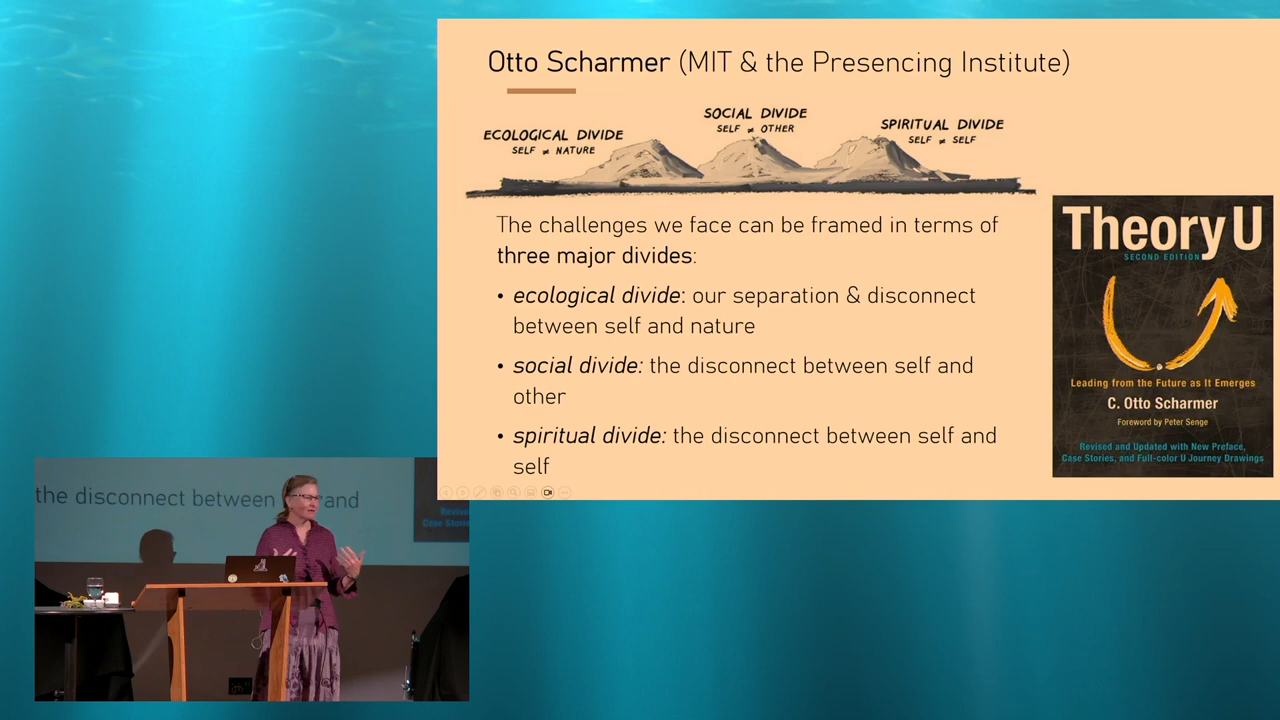 Otto Scharmer (MIT & the Presencing Institute)
ECOLOGICAL DIVIDE
SELF ≠ NATURE
SOCIAL DIVIDE
SELF ≠ OTHER
SPIRITUAL DIVIDE
SELF ≠ SELF
The challenges we face can be framed in terms of
three major divides:
• ecological divide: our separation & disconnect
between self and nature
• social divide: the disconnect between self and
other
• spiritual divide: the disconnect between self and
self
Theory U
SECOND EDITION
Leading from the Future as It Emerges
C. Otto Scharmer
Foreword by Peter Senge
Revised and Updated with New Preface,
Case Stories, and Full-color U Journey Drawings
the disconnect between and
Case